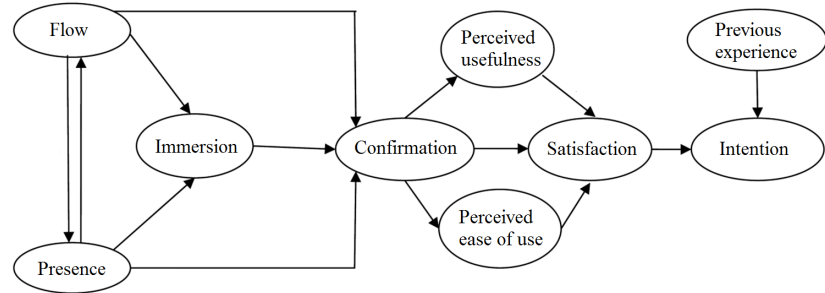 Flow
Perceived
usefulness
Previous
experience
Immersion
Confirmation
Satisfaction
Intention
Perceived
ease of use
Presence